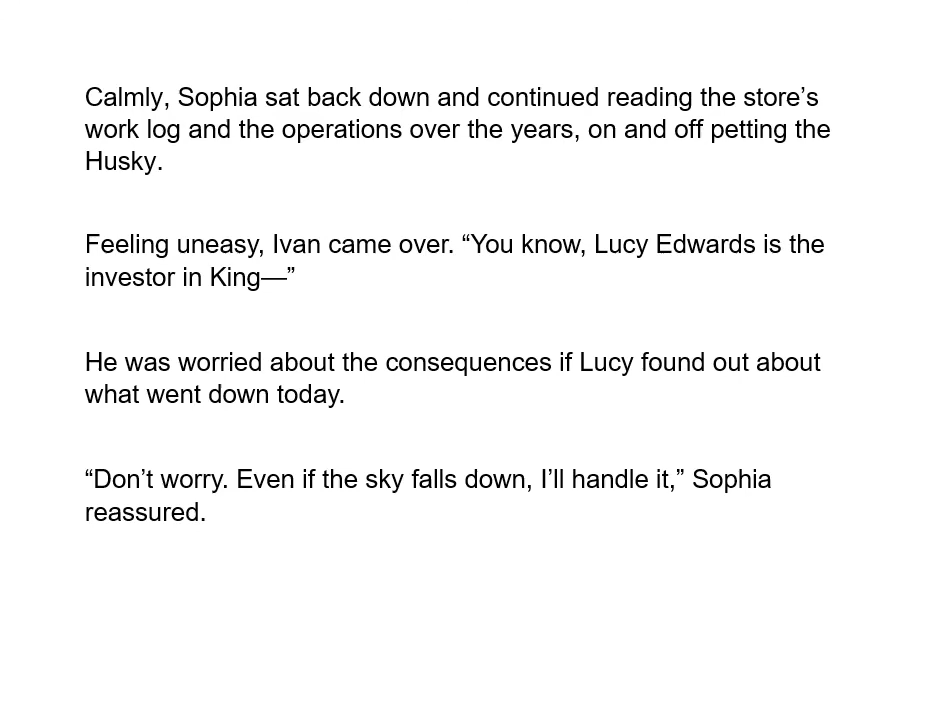 Calmly, Sophia sat back down and continued reading the store’s
work log and the operations over the years, on and off petting the
Husky.
Feeling uneasy, Ivan came over. “You know, Lucy Edwards is the
investor in King—”
He was worried about the consequences if Lucy found out about
what went down today.
“Don’t worry. Even if the sky falls down, I’ll handle it,” Sophia
reassured.